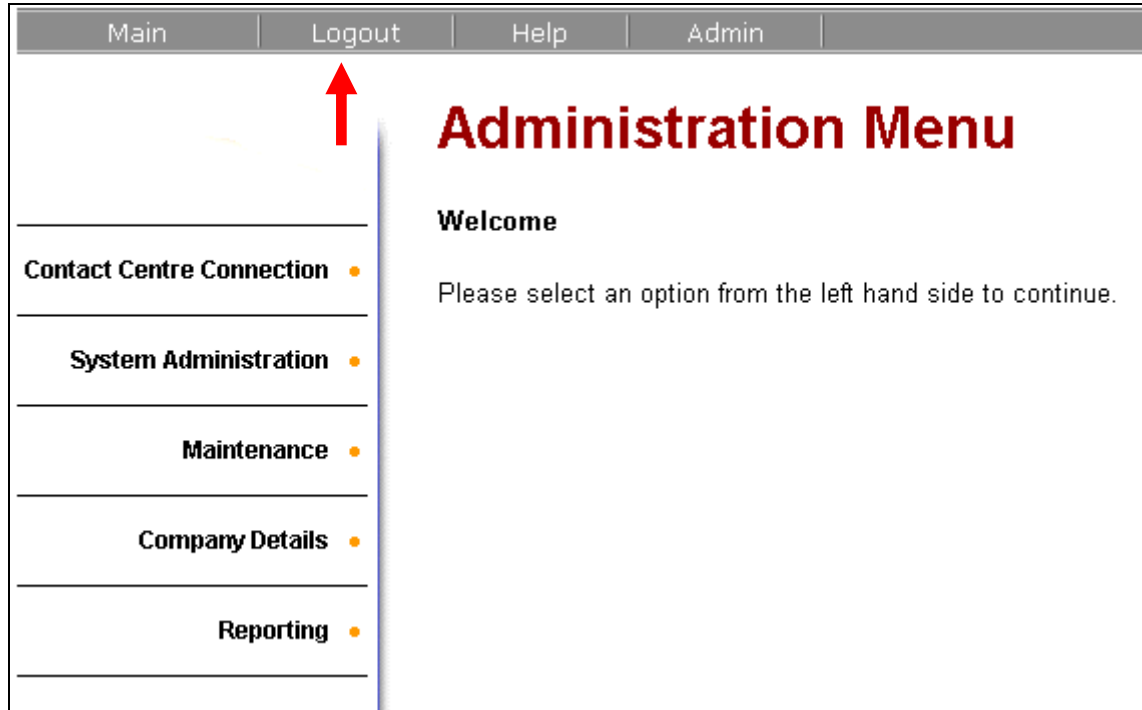 Main Logout Help Admin
Administration Menu
Welcome
Please select an option from the left hand side to continue.
Contact Centre Connection
System Administration
Maintenance
Company Details
Reporting